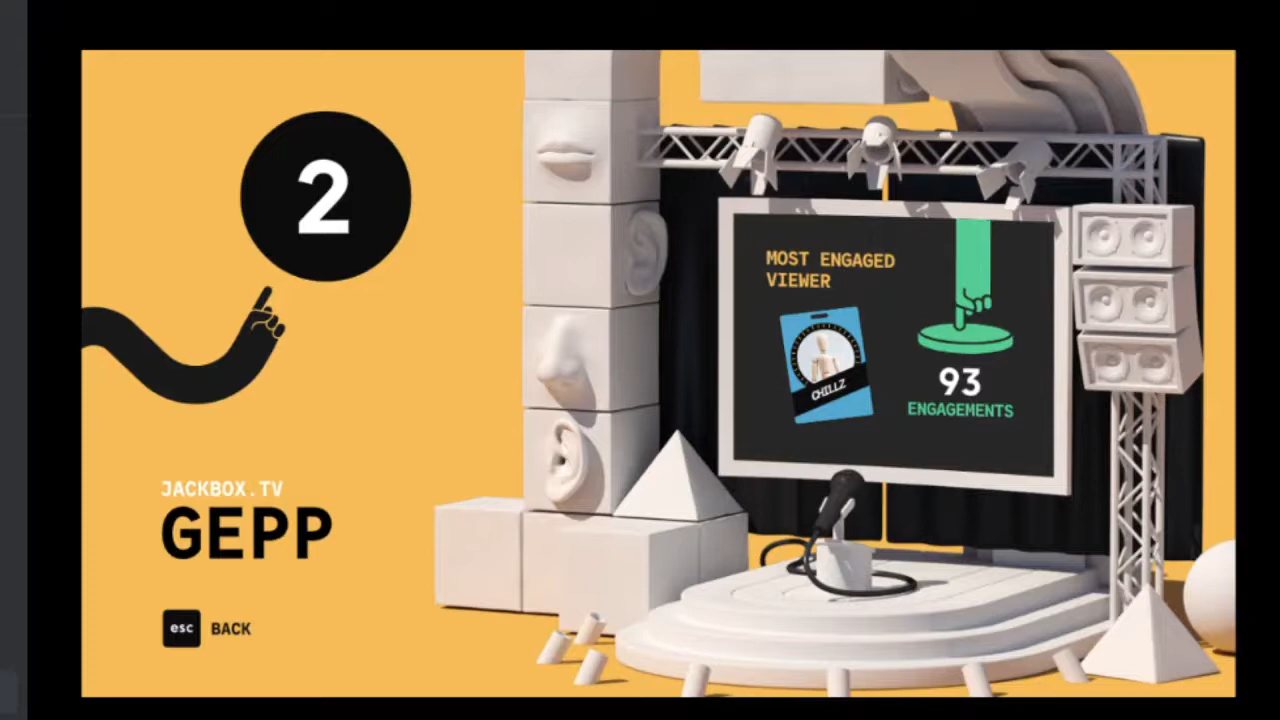 2
JACKBOX.TV
GEPP
esc BACK
MOST ENGAGED
VIEWER
CHILLZ
93
ENGAGEMENTS